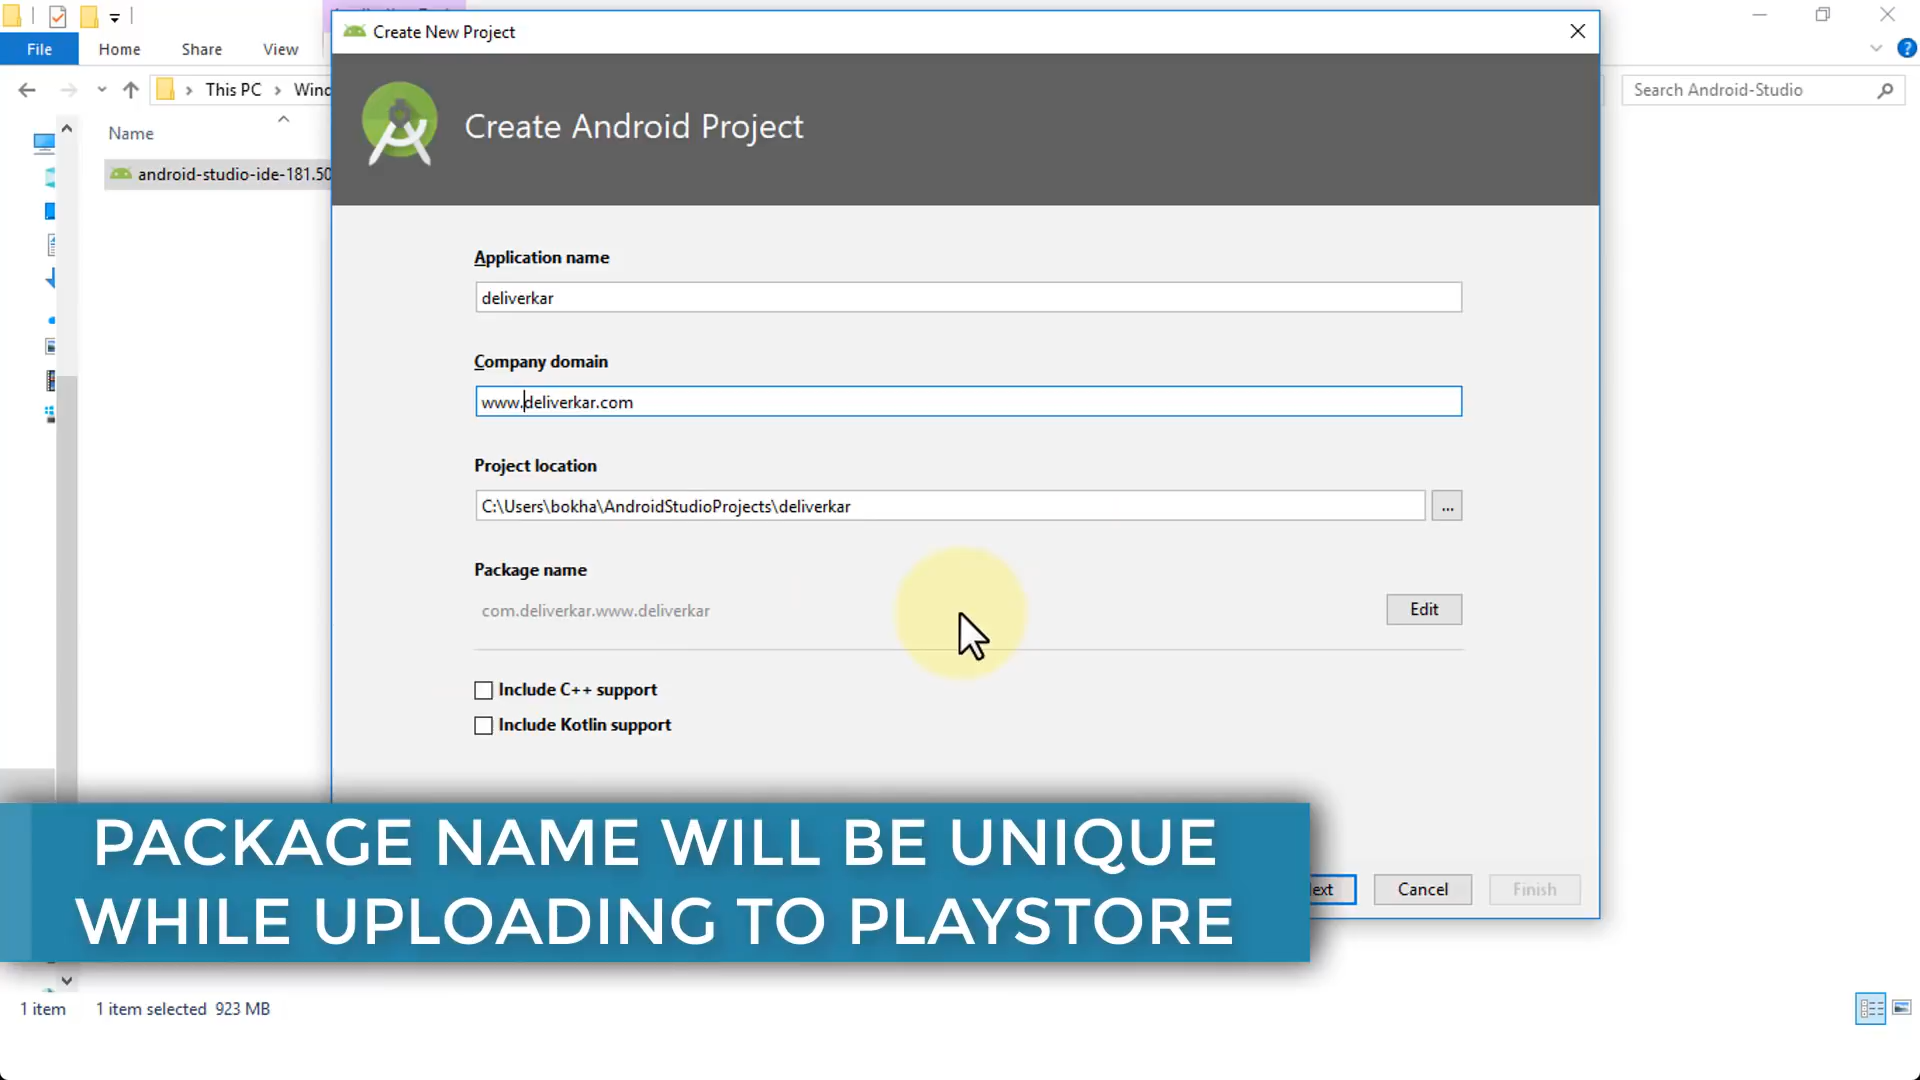 File
Home
Share
View
This PC
Wind
Search Android-Studio
Name
android-studio-ide-181.50
Create New Project
Create Android Project
Application name
deliverkar
Company domain
www.deliverkar.com
Project location
C:\Users\bokha\AndroidStudioProjects\deliverkar
...
Package name
com.deliverkar.www.deliverkar
Edit
Include C++ support
Include Kotlin support
PACKAGE NAME WILL BE UNIQUE
WHILE UPLOADING TO PLAYSTORE
ext
Cancel
Finish
1 item
1 item selected 923 MB